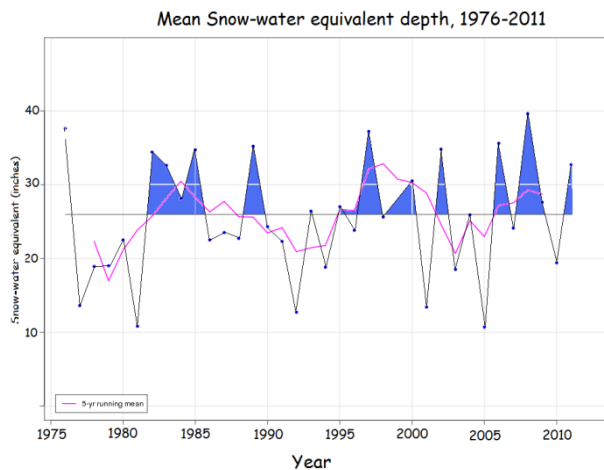 Mean Snow-water equivalent depth, 1976-2011
Snow-water equivalent (inches)
40
30
20
10
5-yr running mean
1975 1980 1985 1990 1995 2000 2005 2010
Year